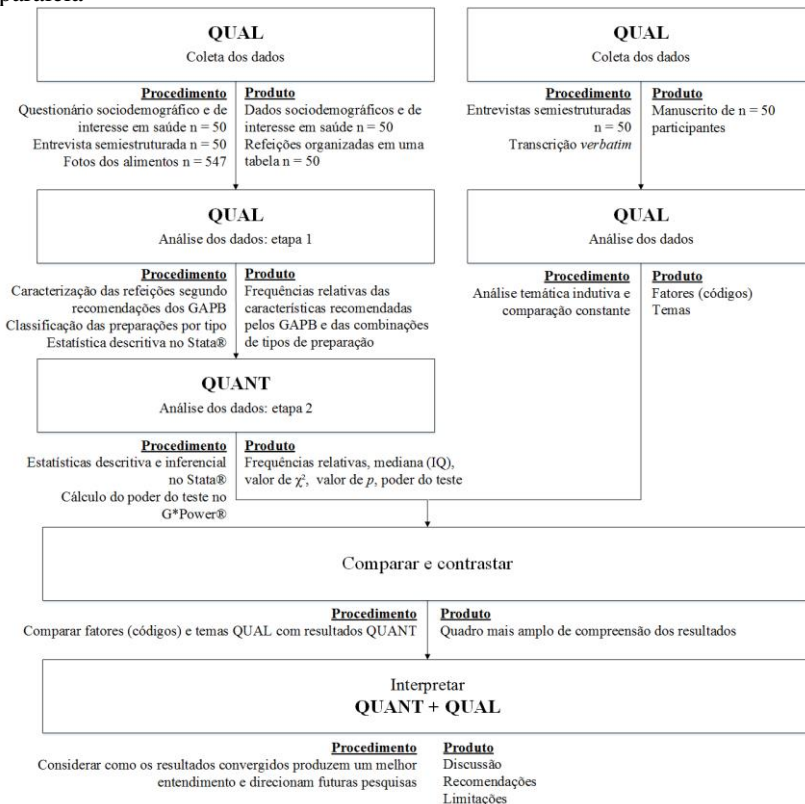 paralela
QUAL
Coleta dos dados
Procedimento
Questionário sociodemográfico e de
interesse em saúde n = 50
Entrevista semiestruturada n = 50
Fotos dos alimentos n = 547
Produto
Dados sociodemográficos e de
interesse em saúde n = 50
Refeições organizadas em uma
tabela n = 50
QUAL
Coleta dos dados
Procedimento
Entrevistas semiestruturadas
n = 50
Transcrição verbatim
Produto
Manuscrito de n = 50
participantes
QUAL
Análise dos dados: etapa 1
Procedimento
Caracterização das refeições segundo
recomendações dos GAPB
Classificação das preparações por tipo
Estatística descritiva no Stata®
Produto
Frequências relativas das
características recomendadas
pelos GAPB e das combinações
de tipos de preparação
QUAL
Análise dos dados
Procedimento
Análise temática indutiva e
comparação constante
Produto
Fatores (códigos)
Temas
QUANT
Análise dos dados: etapa 2
Procedimento
Estatísticas descritiva e inferencial
no Stata®
Cálculo do poder do teste no
G*Power®
Produto
Frequências relativas, mediana (IQ),
valor de χ², valor de p, poder do teste
Comparar e contrastar
Procedimento
Comparar fatores (códigos) e temas QUAL com resultados QUANT
Produto
Quadro mais amplo de compreensão dos resultados
Interpretar
QUANT + QUAL
Procedimento
Considerar como os resultados convergidos produzem um melhor
entendimento e direcionam futuras pesquisas
Produto
Discussão
Recomendações
Limitações